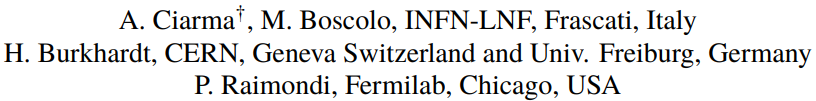 A. Ciarma†, M. Boscolo, INFN-LNF, Frascati, Italy
H. Burkhardt, CERN, Geneva Switzerland and Univ. Freiburg, Germany
P. Raimondi, Fermilab, Chicago, USA